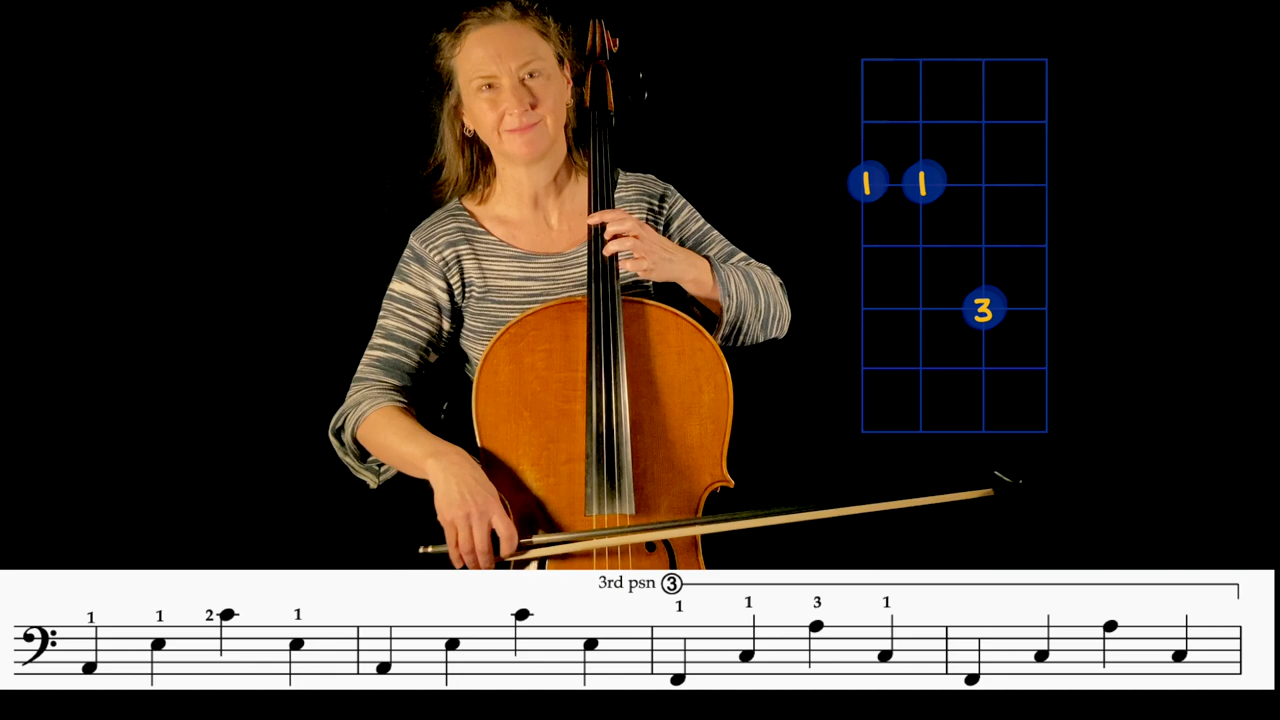 1 1
3
3rd psn ③
1 1 2 1 1 1 3 1